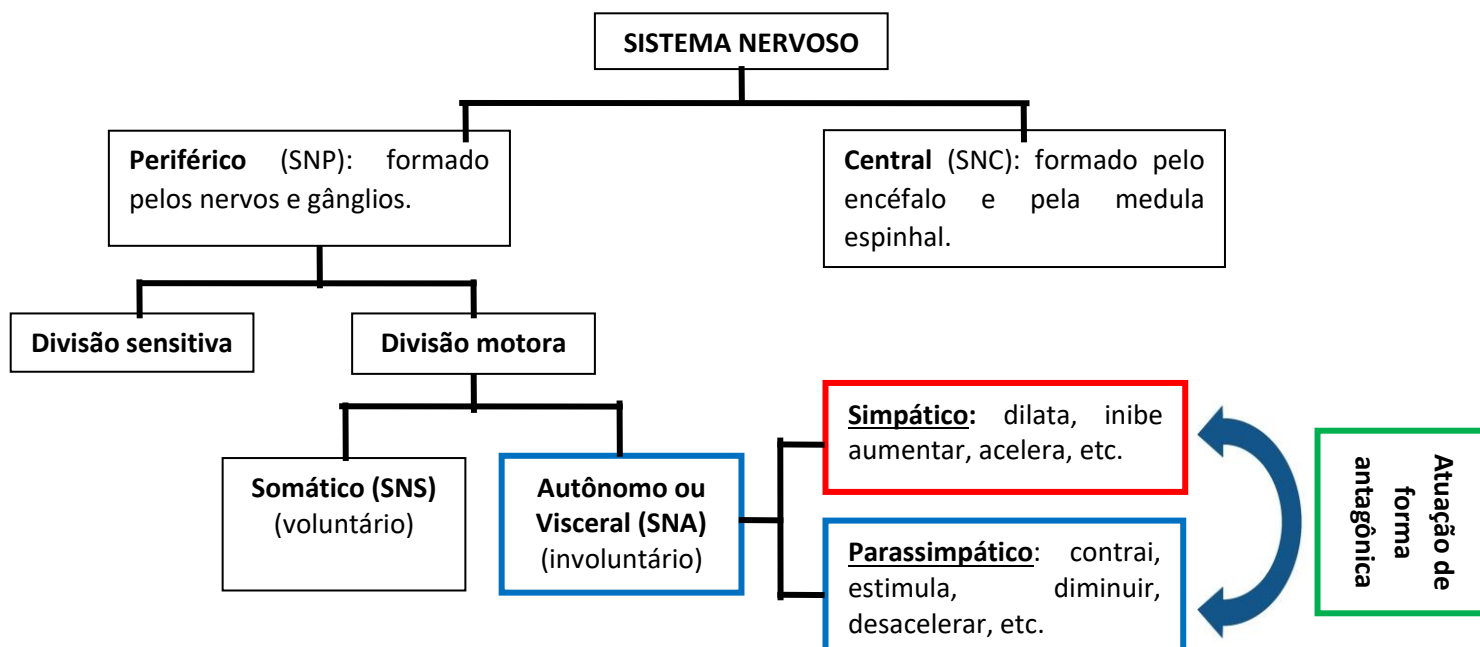 SISTEMA NERVOSO
Periférico (SNP): formado
pelos nervos e gânglios.
Central (SNC): formado pelo
encéfalo e pela medula
espinhal.
Divisão sensitiva
Divisão motora
Somático (SNS)
(voluntário)
Autônomo ou
Visceral (SNA)
(involuntário)
Simpático: dilata, inibe
aumentar, acelera, etc.
Parassimpático: contrai,
estimula, diminuir,
desacelerar, etc.
Atuação de
forma
antagônica